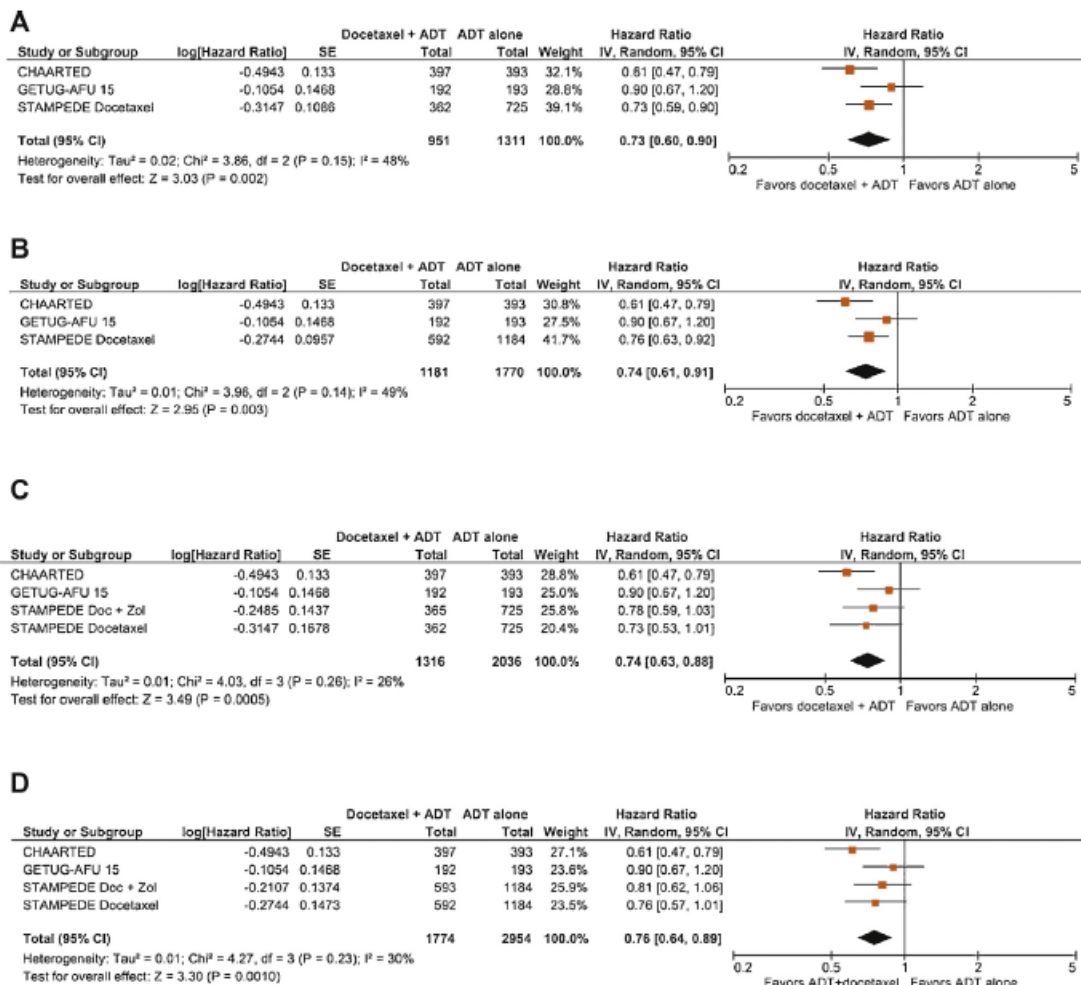 A
Docetaxel + ADT ADT alone Hazard Ratio Hazard Ratio
Study or Subgroup log[Hazard Ratio] SE Total Total Weight IV, Random, 95% CI IV, Random, 95% CI
CHAARTED -0.4943 0.133 397 393 32.1% 0.61 [0.47, 0.79]
GETUG-AFU 15 -0.1054 0.1468 192 193 28.8% 0.90 [0.67, 1.20]
STAMPEDE Docetaxel -0.3147 0.1086 362 725 39.1% 0.73 [0.59, 0.90]
Total (95% CI) 951 1311 100.0% 0.73 [0.60, 0.90]
Heterogeneity: Tau² = 0.02; Chi² = 3.86, df = 2 (P = 0.15); I² = 48%
Test for overall effect: Z = 3.03 (P = 0.002)
0.2 0.5 1 2 5
Favors docetaxel + ADT Favors ADT alone
B
Docetaxel + ADT ADT alone Hazard Ratio Hazard Ratio
Study or Subgroup log[Hazard Ratio] SE Total Total Weight IV, Random, 95% CI IV, Random, 95% CI
CHAARTED -0.4943 0.133 397 393 30.8% 0.61 [0.47, 0.79]
GETUG-AFU 15 -0.1054 0.1468 192 193 27.5% 0.90 [0.67, 1.20]
STAMPEDE Docetaxel -0.2744 0.0957 592 1184 41.7% 0.76 [0.63, 0.92]
Total (95% CI) 1181 1770 100.0% 0.74 [0.61, 0.91]
Heterogeneity: Tau² = 0.01; Chi² = 3.96, df = 2 (P = 0.14); I² = 49%
Test for overall effect: Z = 2.95 (P = 0.003)
0.2 0.5 1 2 5
Favors docetaxel + ADT Favors ADT alone
C
Docetaxel + ADT ADT alone Hazard Ratio Hazard Ratio
Study or Subgroup log[Hazard Ratio] SE Total Total Weight IV, Random, 95% CI IV, Random, 95% CI
CHAARTED -0.4943 0.133 397 393 28.8% 0.61 [0.47, 0.79]
GETUG-AFU 15 -0.1054 0.1468 192 193 25.0% 0.90 [0.67, 1.20]
STAMPEDE Doc + Zol -0.2485 0.1437 365 725 25.8% 0.78 [0.59, 1.03]
STAMPEDE Docetaxel -0.3147 0.1678 362 725 20.4% 0.73 [0.53, 1.01]
Total (95% CI) 1316 2036 100.0% 0.74 [0.63, 0.88]
Heterogeneity: Tau² = 0.01; Chi² = 4.03, df = 3 (P = 0.26); I² = 26%
Test for overall effect: Z = 3.49 (P = 0.0005)
0.2 0.5 1 2 5
Favors docetaxel + ADT Favors ADT alone
D
Docetaxel + ADT ADT alone Hazard Ratio Hazard Ratio
Study or Subgroup log[Hazard Ratio] SE Total Total Weight IV, Random, 95% CI IV, Random, 95% CI
CHAARTED -0.4943 0.133 397 393 27.1% 0.61 [0.47, 0.79]
GETUG-AFU 15 -0.1054 0.1468 192 193 23.6% 0.90 [0.67, 1.20]
STAMPEDE Doc + Zol -0.2107 0.1374 593 1184 25.9% 0.81 [0.62, 1.06]
STAMPEDE Docetaxel -0.2744 0.1473 592 1184 23.5% 0.76 [0.57, 1.01]
Total (95% CI) 1774 2954 100.0% 0.76 [0.64, 0.89]
Heterogeneity: Tau² = 0.01; Chi² = 4.27, df = 3 (P = 0.23); I² = 30%
Test for overall effect: Z = 3.30 (P = 0.0010)
0.2 0.5 1 2 5
Favors ADT+docetaxel Favors ADT alone